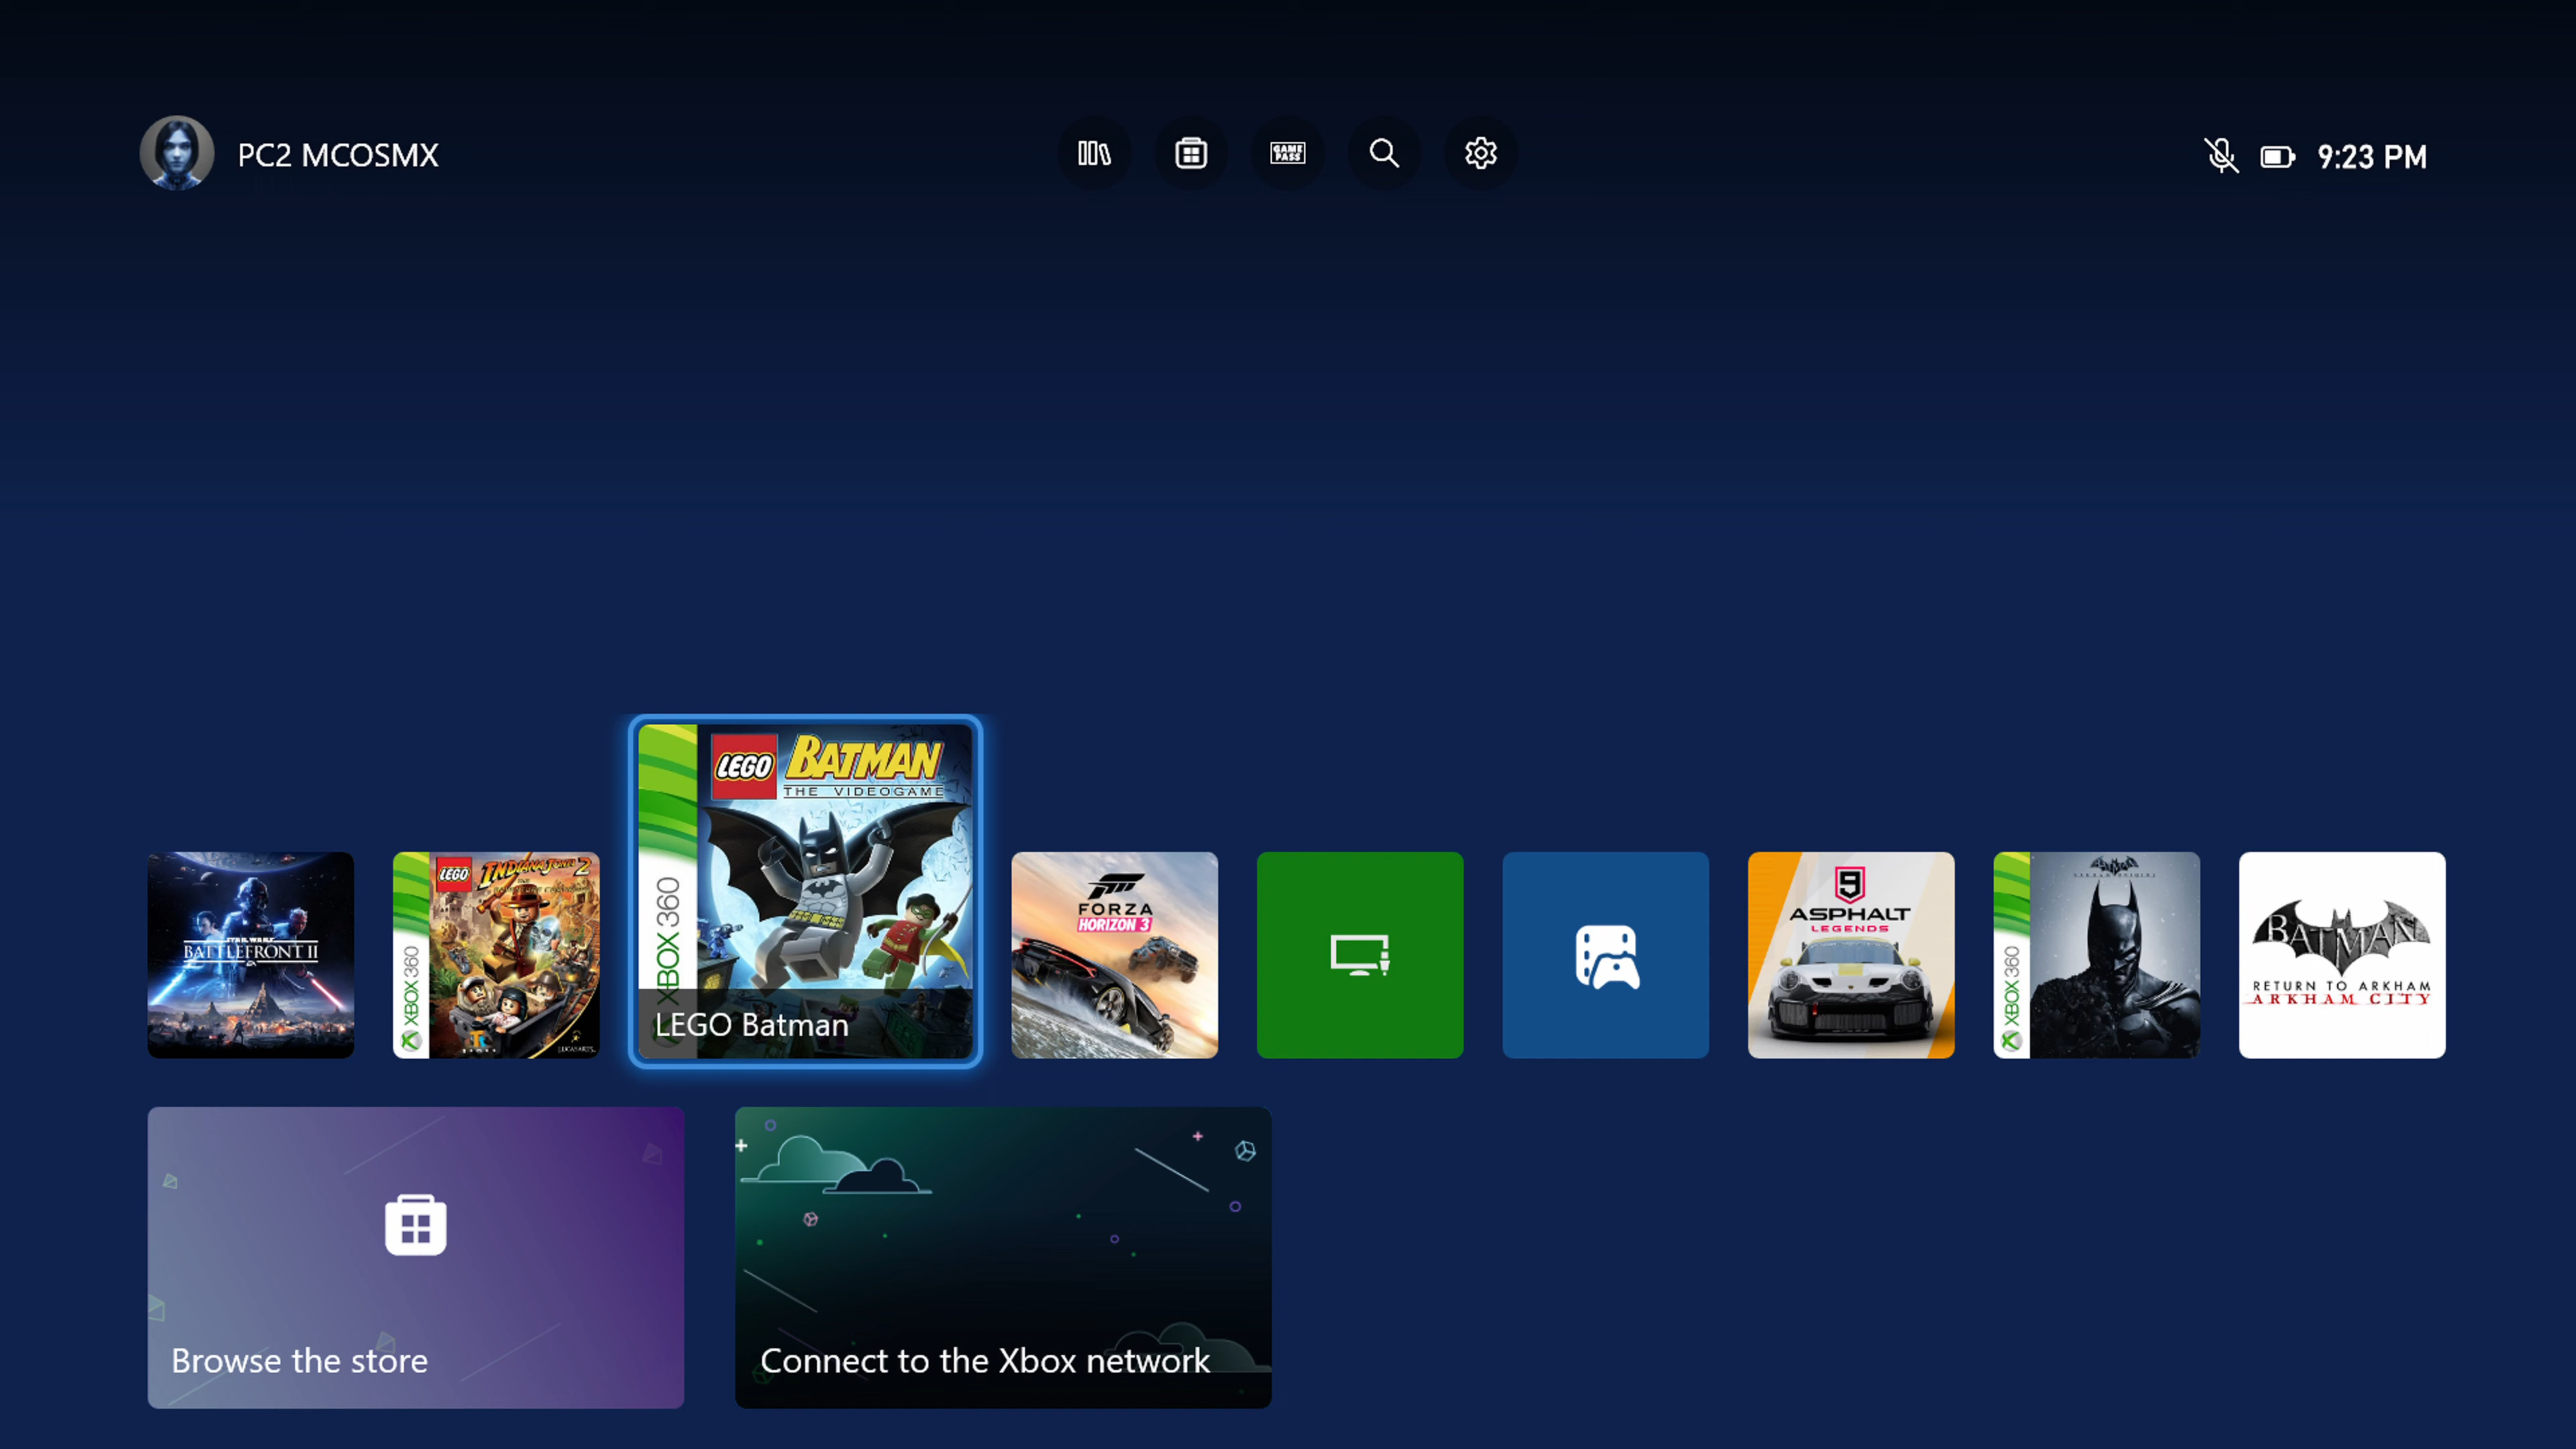 PC2 MCOSMX
GAME
PASS
9:23 PM
STAR WARS
BATTLEFRONT II
XBOX 360
LEGO
INDIANA JONES 2
LUCASARTS
XBOX 360
LEGO
BATMAN
THE VIDEOGAME
LEGO Batman
FORZA
HORIZON 3
9
ASPHALT
LEGENDS
XBOX 360
BATMAN
RETURN TO ARKHAM
ARKHAM CITY
Browse the store
Connect to the Xbox network